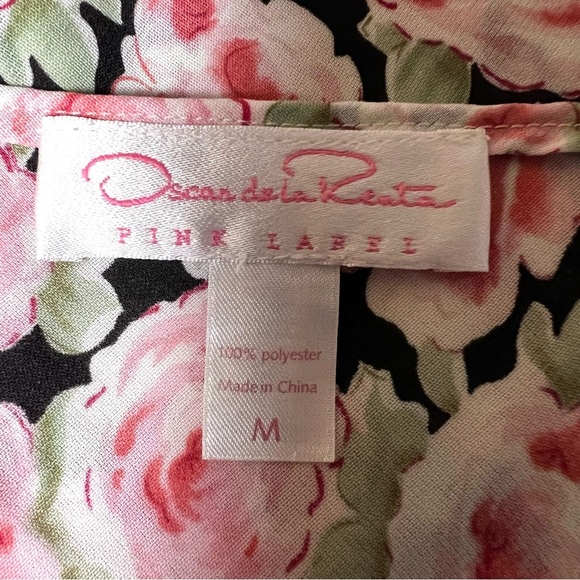 Oscar de la Renta
PINK LABEL
100% polyester
Made in China
M